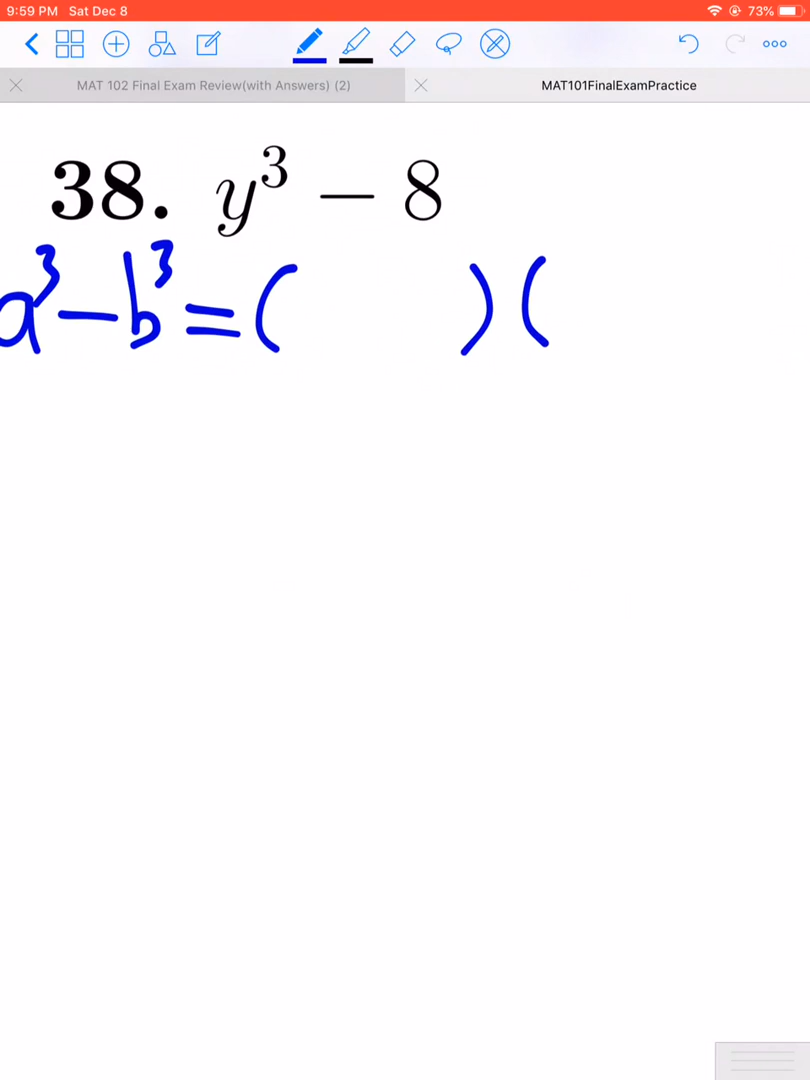 9:59 PM Sat Dec 8 73%
MAT 102 Final Exam Review(with Answers) (2) MAT101FinalExamPractice
38. y³ − 8
a³−b³=( )(